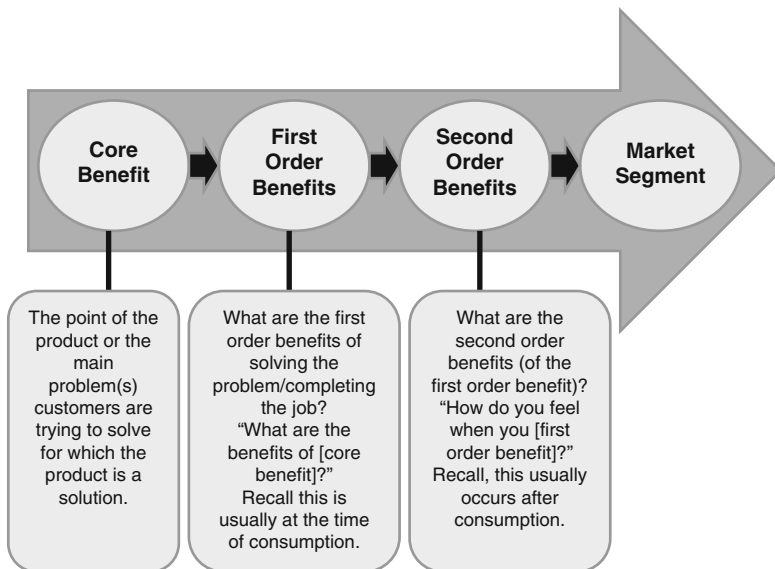 Core
Benefit
First
Order
Benefits
Second
Order
Benefits
Market
Segment
The point of the
product or the
main
problem(s)
customers are
trying to solve
for which the
product is a
solution.
What are the first
order benefits of
solving the
problem/completing
the job?
“What are the
benefits of [core
benefit]?”
Recall this is
usually at the time
of consumption.
What are the
second order
benefits (of the
first order benefit)?
“How do you feel
when you [first
order benefit]?”
Recall, this usually
occurs after
consumption.